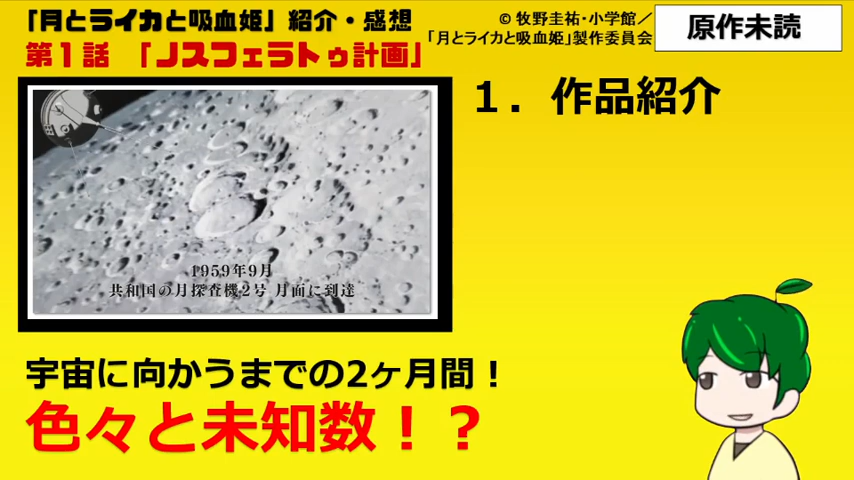 「月とライカと吸血姫」紹介・感想
© 牧野圭祐・小学館／
「月とライカと吸血姫」製作委員会
原作未読
第１話 「ノスフェラトゥ計画」
１．作品紹介
1959年9月
共和国の月探査機2号 月面に到達
宇宙に向かうまでの2ヶ月間！
色々と未知数！？